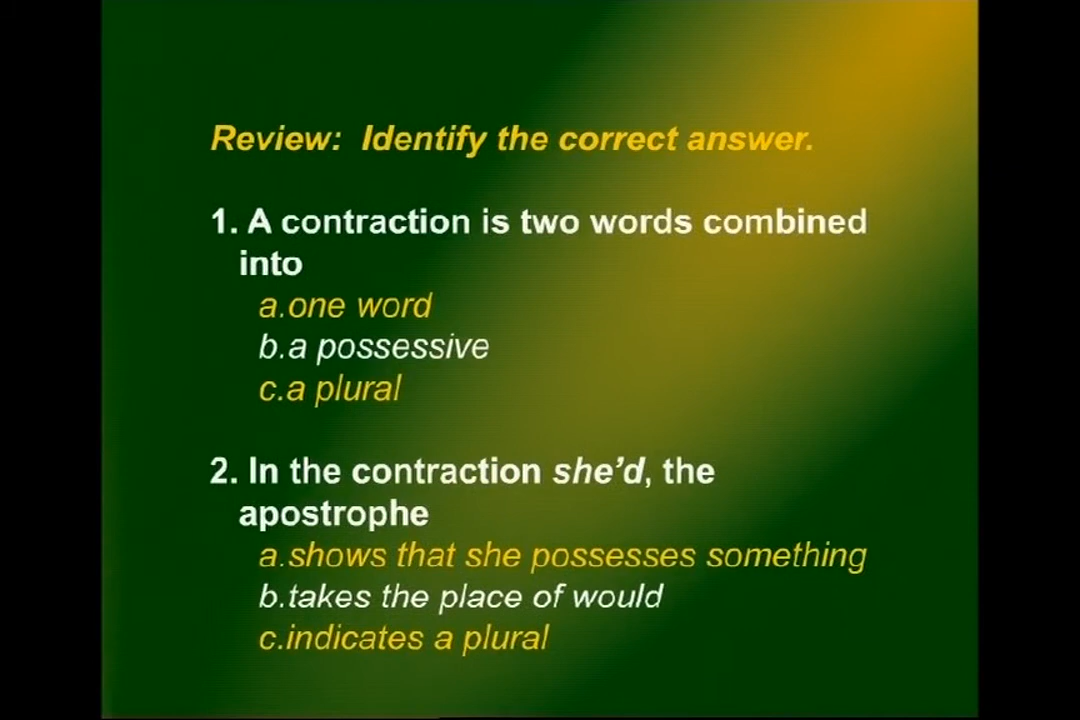 Review:  Identify the correct answer.
1. A contraction is two words combined
into
a.one word
b.a possessive
c.a plural
2. In the contraction she’d, the
apostrophe
a.shows that she possesses something
b.takes the place of would
c.indicates a plural